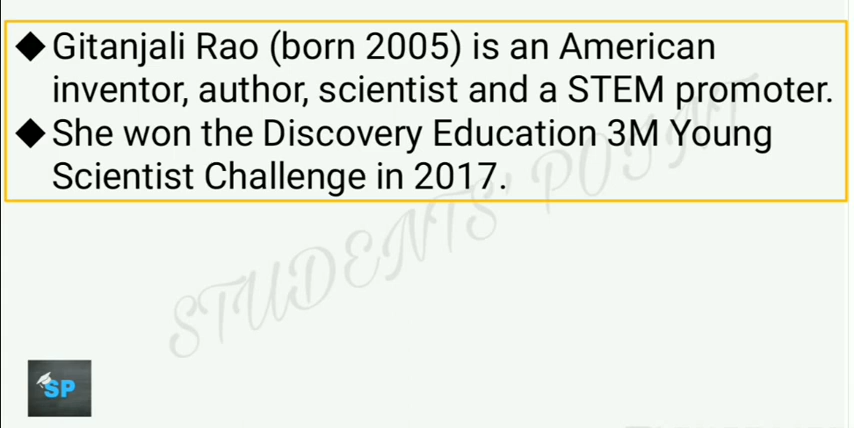 ◆ Gitanjali Rao (born 2005) is an American
inventor, author, scientist and a STEM promoter.
◆ She won the Discovery Education 3M Young
Scientist Challenge in 2017.
STUDENTS' POINT
SP